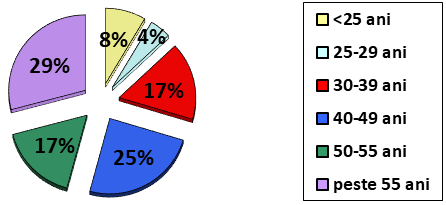 8%
4%
17%
25%
17%
29%
<25 ani
25-29 ani
30-39 ani
40-49 ani
50-55 ani
peste 55 ani